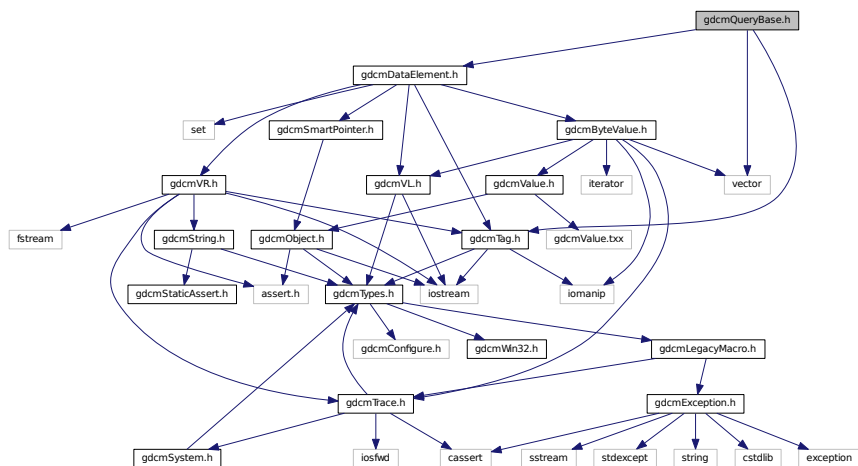 gdcmQueryBase.h
gdcmDataElement.h
set
gdcmSmartPointer.h
gdcmByteValue.h
gdcmVR.h
gdcmVL.h
gdcmValue.h
iterator
vector
fstream
gdcmString.h
gdcmObject.h
gdcmTag.h
gdcmValue.txx
gdcmStaticAssert.h
assert.h
gdcmTypes.h
iostream
iomanip
gdcmConfigure.h
gdcmWin32.h
gdcmLegacyMacro.h
gdcmTrace.h
gdcmException.h
gdcmSystem.h
iosfwd
cassert
sstream
stdexcept
string
cstdlib
exception